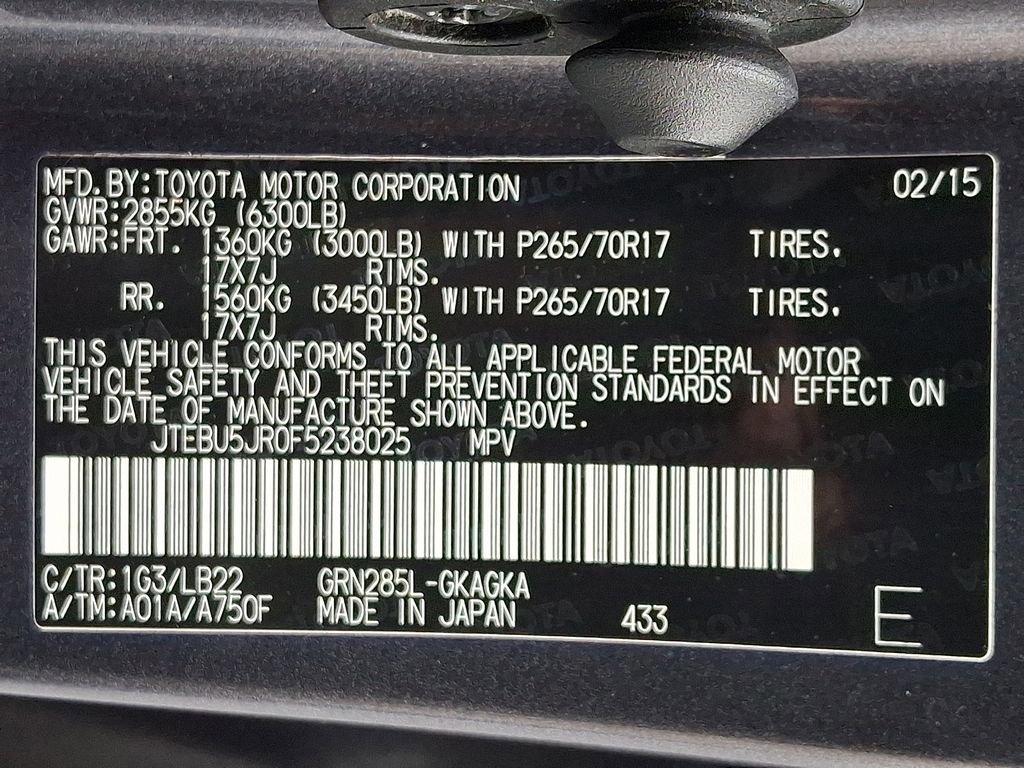 MFD.BY:TOYOTA MOTOR CORPORATION 02/15
GVWR:2855KG (6300LB)
GAWR:FRT. 1360KG (3000LB) WITH P265/70R17 TIRES.
17X7J RIMS.
RR. 1560KG (3450LB) WITH P265/70R17 TIRES.
17X7J RIMS.
THIS VEHICLE CONFORMS TO ALL APPLICABLE FEDERAL MOTOR
VEHICLE SAFETY AND THEFT PREVENTION STANDARDS IN EFFECT ON
THE DATE OF MANUFACTURE SHOWN ABOVE.
JTEBU5JR0F5238025 MPV
C/TR:1G3/LB22 GRN285L-GKAGKA
A/TM:A01A/A750F MADE IN JAPAN 433 E